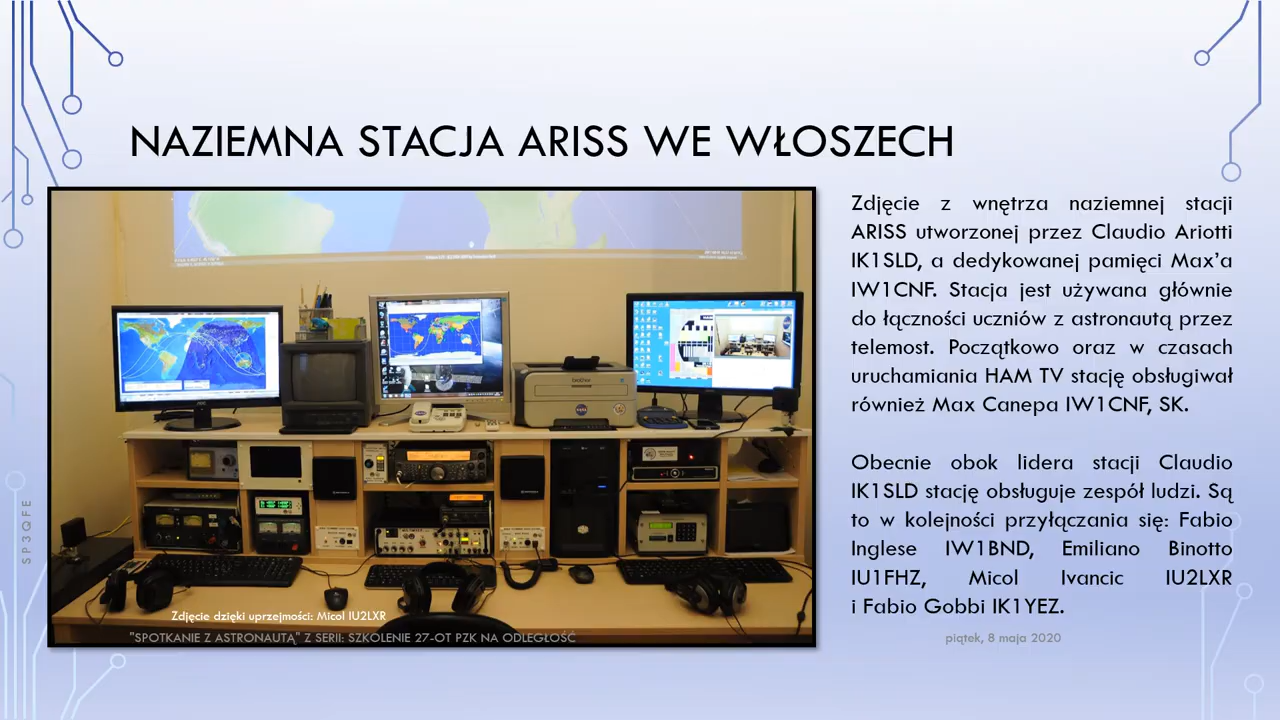 NAZIEMNA STACJA ARISS WE WŁOSZECH
Zdjęcie z wnętrza naziemnej stacji
ARISS utworzonej przez Claudio Ariotti
IK1SLD, a dedykowanej pamięci Max’a
IW1CNF. Stacja jest używana głównie
do łączności uczniów z astronautą przez
telemost. Początkowo oraz w czasach
uruchamiania HAM TV stację obsługiwał
również Max Canepa IW1CNF, SK.
Obecnie obok lidera stacji Claudio
IK1SLD stację obsługuje zespół ludzi. Są
to w kolejności przyłączania się: Fabio
Inglese IW1BND, Emiliano Binotto
IU1FHZ, Micol Ivancic IU2LXR
i Fabio Gobbi IK1YEZ.
brother
NASA
Zdjęcie dzięki uprzejmości: Micol IU2LXR
"SPOTKANIE Z ASTRONAUTĄ" Z SERII: SZKOLENIE 27-OT PZK NA ODLEGŁOŚĆ
piątek, 8 maja 2020
SP3QFE